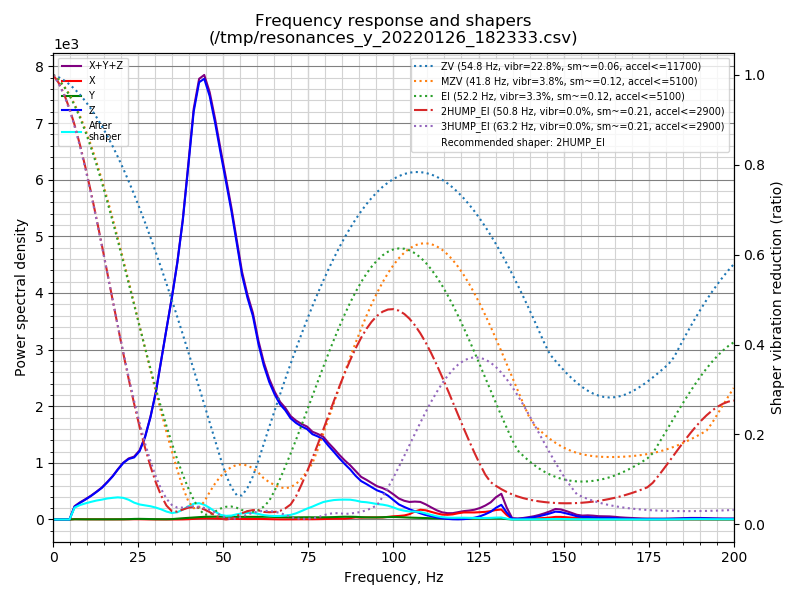 Frequency response and shapers
(/tmp/resonances_y_20220126_182333.csv)
1e3
X+Y+Z
X
Y
Z
After
shaper
ZV (54.8 Hz, vibr=22.8%, sm~=0.06, accel<=11700)
MZV (41.8 Hz, vibr=3.8%, sm~=0.12, accel<=5100)
EI (52.2 Hz, vibr=3.3%, sm~=0.12, accel<=5100)
2HUMP_EI (50.8 Hz, vibr=0.0%, sm~=0.21, accel<=2900)
3HUMP_EI (63.2 Hz, vibr=0.0%, sm~=0.21, accel<=2900)
Recommended shaper: 2HUMP_EI
8
7
6
5
4
3
2
1
0
Power spectral density
1.0
0.8
0.6
0.4
0.2
0.0
Shaper vibration reduction (ratio)
0 25 50 75 100 125 150 175 200
Frequency, Hz